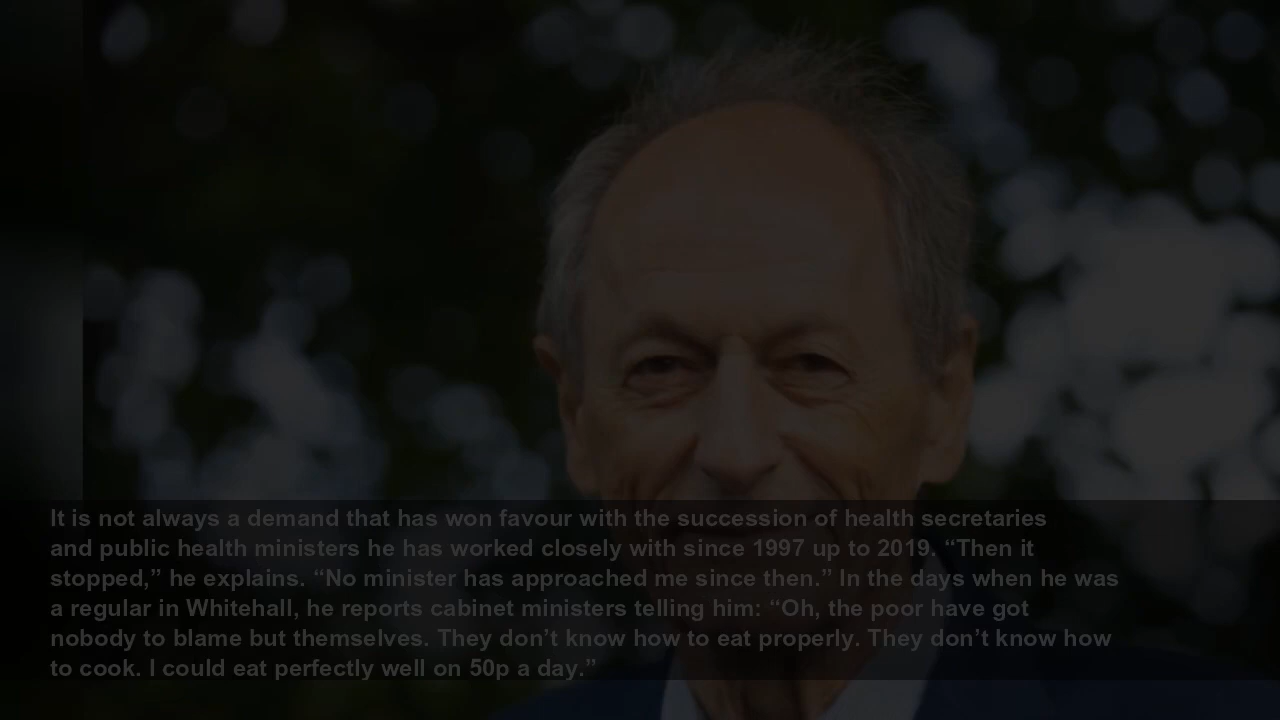 It is not always a demand that has won favour with the succession of health secretaries
and public health ministers he has worked closely with since 1997 up to 2019. “Then it
stopped,” he explains. “No minister has approached me since then.” In the days when he was
a regular in Whitehall, he reports cabinet ministers telling him: “Oh, the poor have got
nobody to blame but themselves. They don’t know how to eat properly. They don’t know how
to cook. I could eat perfectly well on 50p a day.”